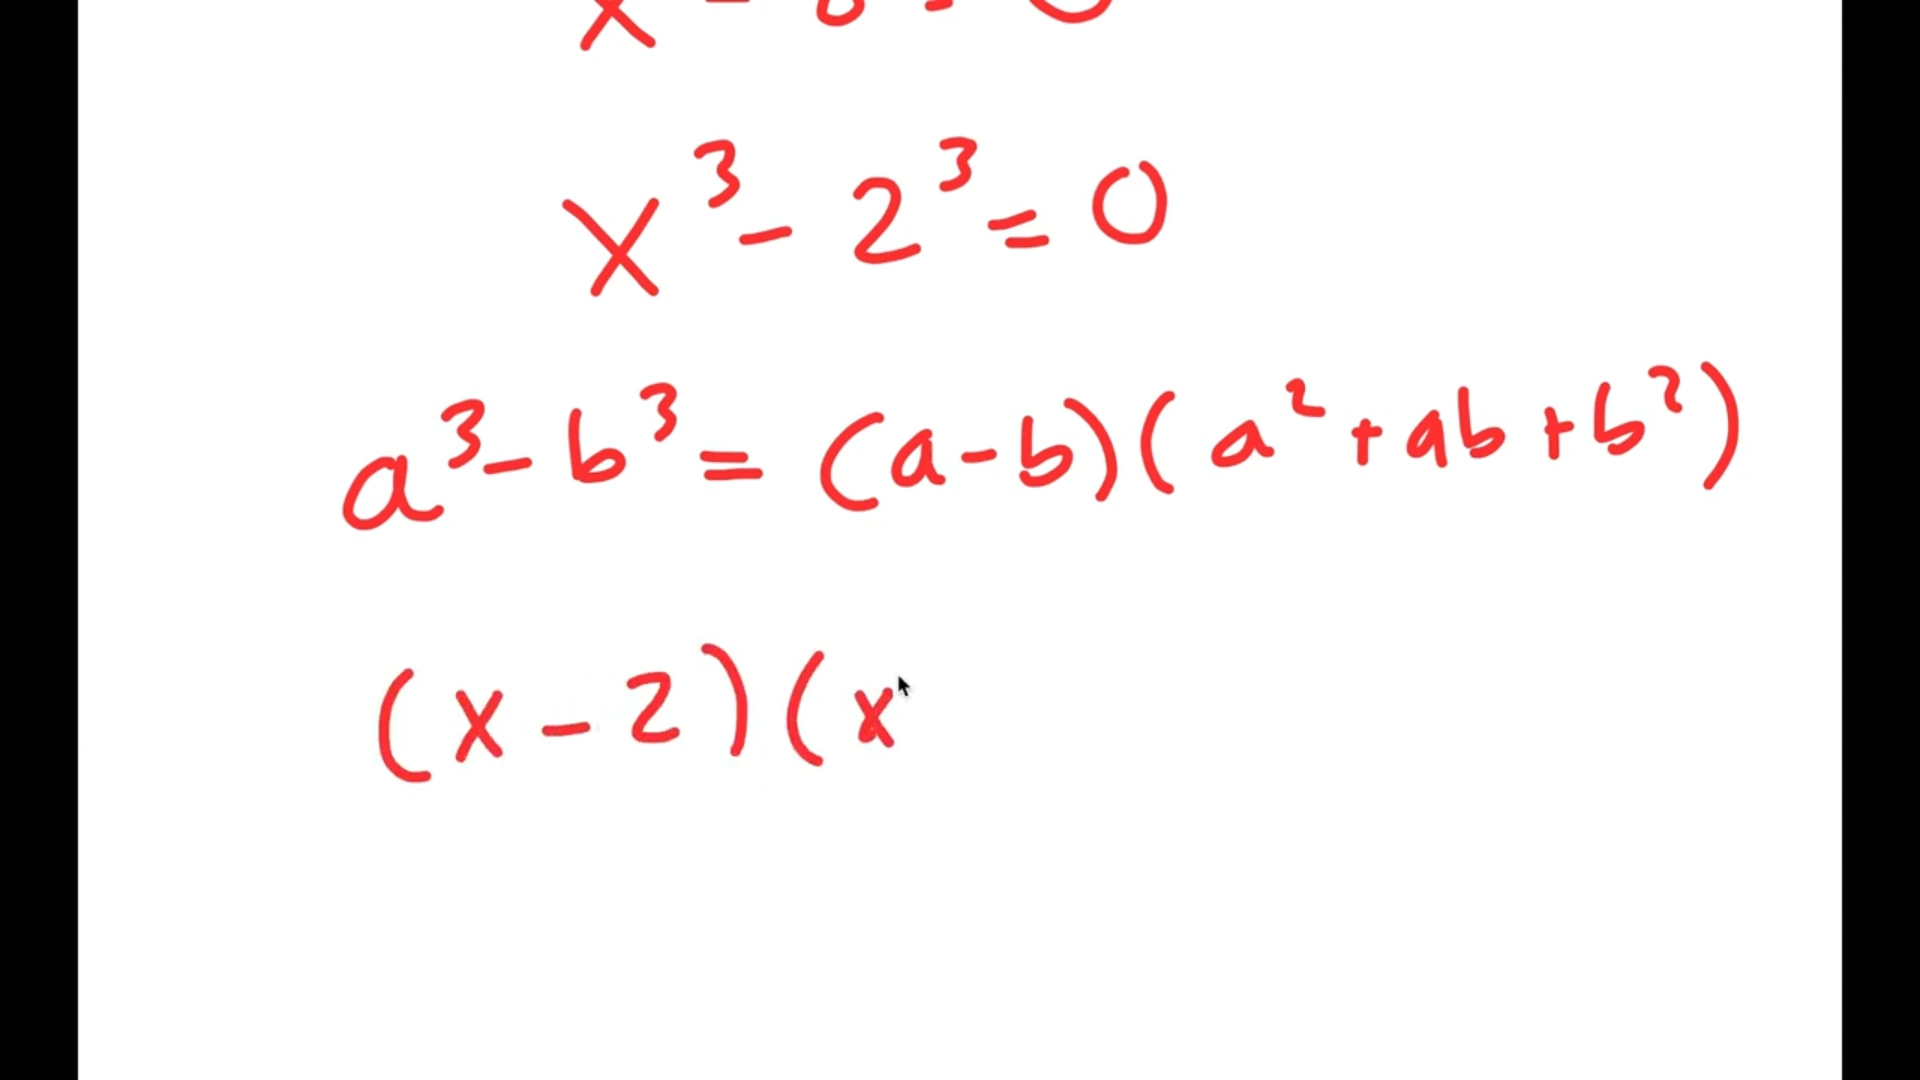 x³ - 2³ = 0
a³ - b³ = (a - b)(a² + ab + b²)
(x - 2)(x